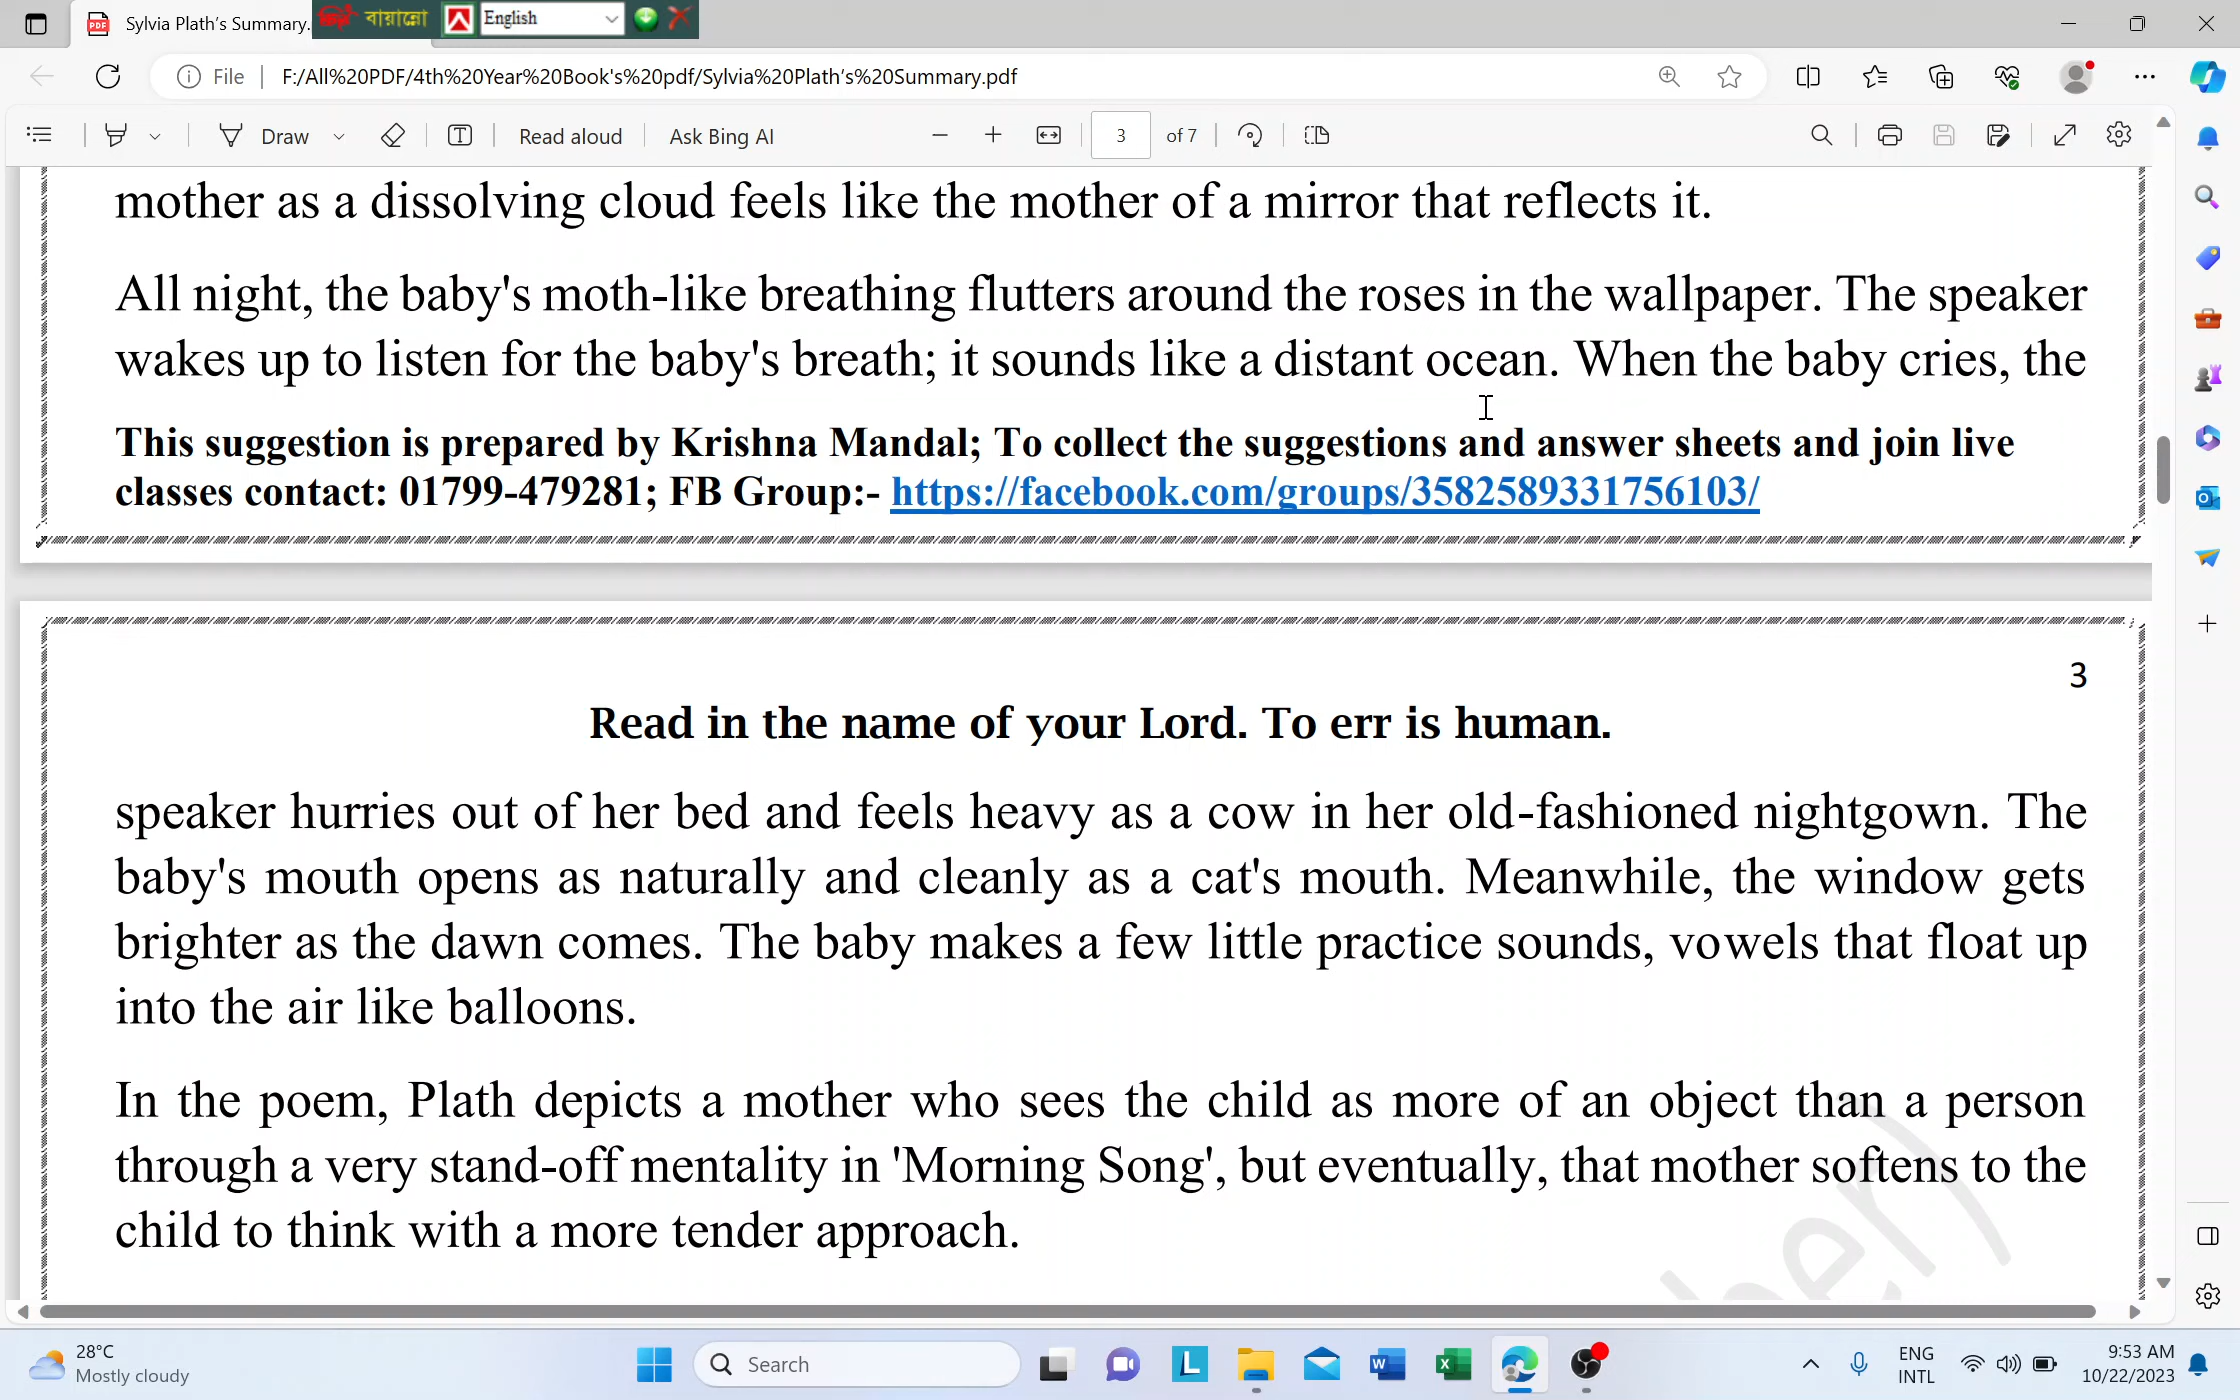 Sylvia Plath's Summary.
বায়ান্নো
English
File
F:/All%20PDF/4th%20Year%20Book's%20pdf/Sylvia%20Plath's%20Summary.pdf
Draw
Read aloud
Ask Bing AI
3
of 7
mother as a dissolving cloud feels like the mother of a mirror that reflects it.
All night, the baby's moth-like breathing flutters around the roses in the wallpaper. The speaker
wakes up to listen for the baby's breath; it sounds like a distant ocean. When the baby cries, the
This suggestion is prepared by Krishna Mandal; To collect the suggestions and answer sheets and join live
classes contact: 01799-479281; FB Group:- https://facebook.com/groups/3582589331756103/
3
Read in the name of your Lord. To err is human.
speaker hurries out of her bed and feels heavy as a cow in her old-fashioned nightgown. The
baby's mouth opens as naturally and cleanly as a cat's mouth. Meanwhile, the window gets
brighter as the dawn comes. The baby makes a few little practice sounds, vowels that float up
into the air like balloons.
In the poem, Plath depicts a mother who sees the child as more of an object than a person
through a very stand-off mentality in 'Morning Song', but eventually, that mother softens to the
child to think with a more tender approach.
28°C
Mostly cloudy
Search
ENG
INTL
9:53 AM
10/22/2023